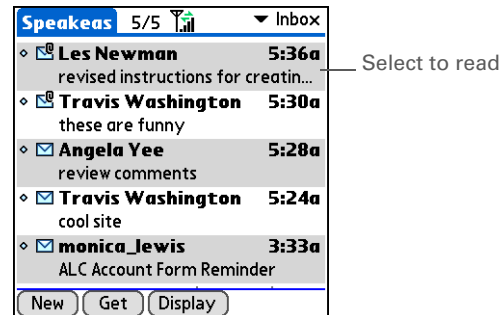 Speakeas 5/5 Inbox
Les Newman 5:36a
revised instructions for creatin...
Select to read
Travis Washington 5:30a
these are funny
Angela Yee 5:28a
review comments
Travis Washington 5:24a
cool site
monica_lewis 3:33a
ALC Account Form Reminder
New Get Display